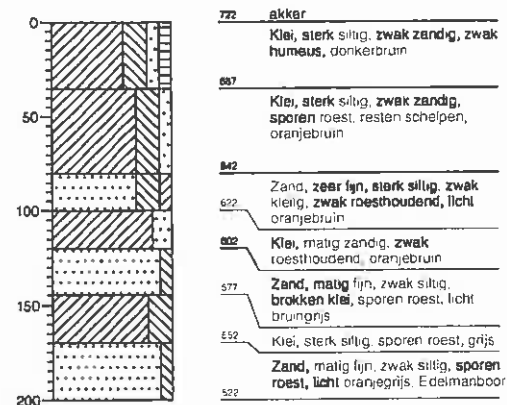 0
50
100
150
200
722 akker
Klei, sterk siltig, zwak zandig, zwak
humeus, donkerbruin
687
Klei, sterk siltig, zwak zandig,
sporen roest, resten schelpen,
oranjebruin
642
Zand, zeer fijn, sterk siltig, zwak
kleiig, zwak roesthoudend, licht
oranjebruin
622
Klei, matig zandig, zwak
roesthoudend, oranjebruin
602
Zand, matig fijn, zwak siltig,
brokken klei, sporen roest, licht
bruingrijs
577
Klei, sterk siltig, sporen roest, grijs
552
Zand, matig fijn, zwak siltig, sporen
roest, licht oranjegrijs, Edelmanboor
522